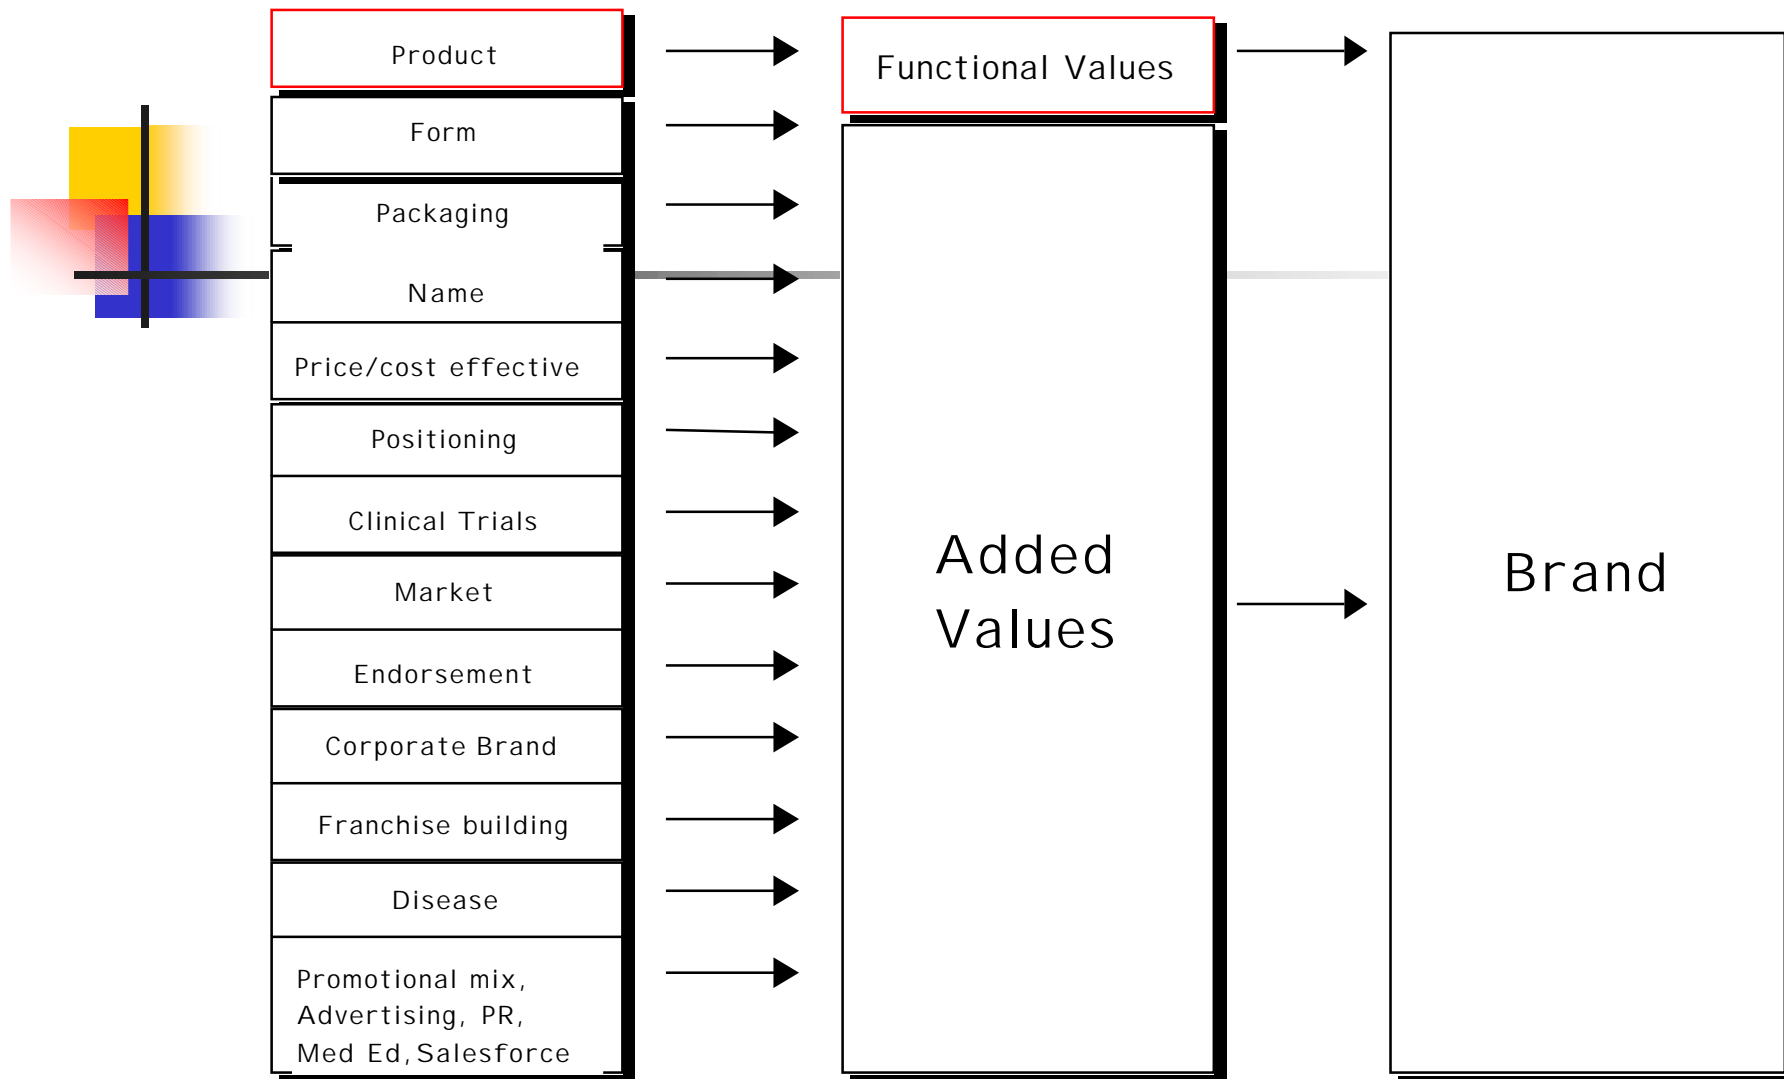 Product
Form
Packaging
Name
Price/cost effective
Positioning
Clinical Trials
Market
Endorsement
Corporate Brand
Franchise building
Disease
Promotional mix,
Advertising, PR,
Med Ed, Salesforce
Functional Values
Added
Values
Brand